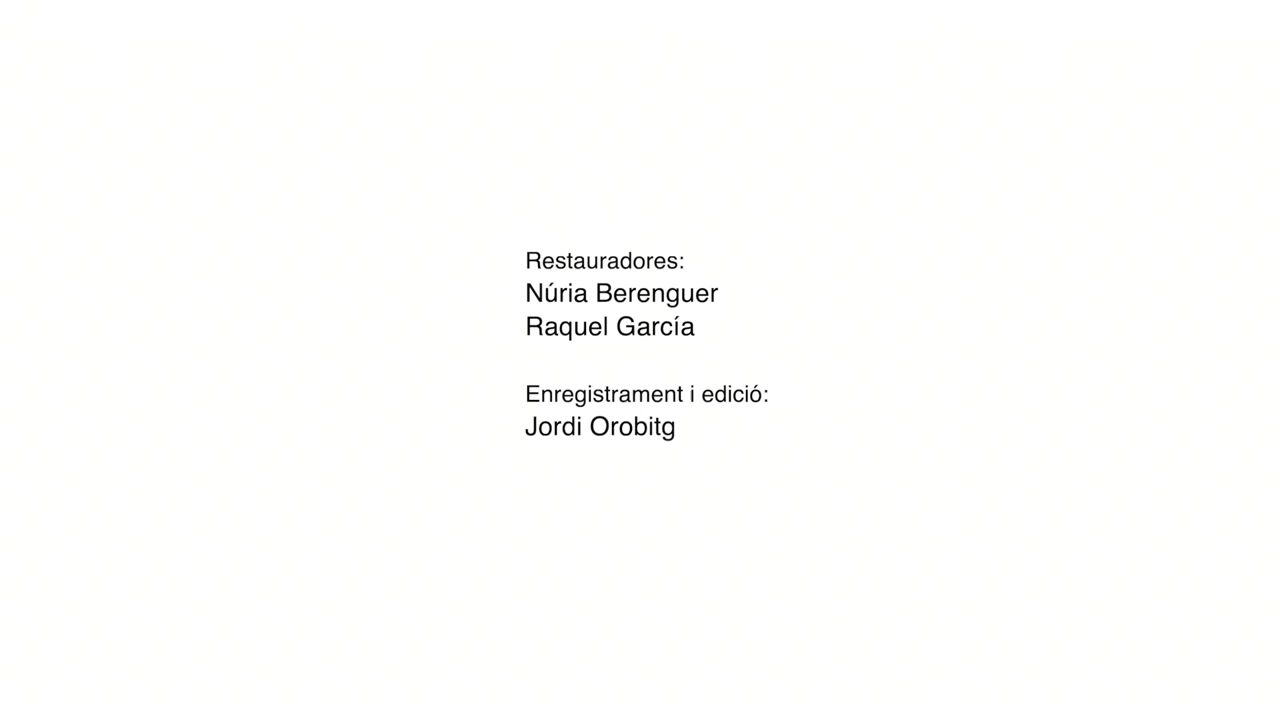 Restauradores:
Núria Berenguer
Raquel García
Enregistrament i edició:
Jordi Orobitg